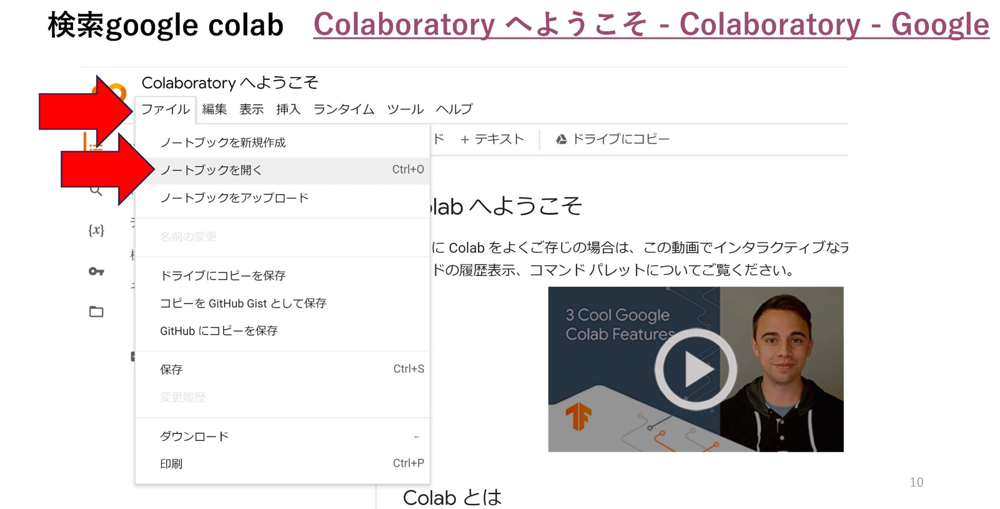 検索google colab Colaboratory へようこそ - Colaboratory - Google
Colaboratory へようこそ
ファイル 編集 表示 挿入 ランタイム ツール ヘルプ
ド + テキスト ドライブにコピー
ノートブックを新規作成
ノートブックを開く Ctrl+O
ノートブックをアップロード
名前の変更
ドライブにコピーを保存
コピーを GitHub Gist として保存
GitHub にコピーを保存
保存 Ctrl+S
変更履歴
ダウンロード
印刷 Ctrl+P
{x}
olab へようこそ
に Colab をよくご存じの場合は、この動画でインタラクティブなテ
ドの履歴表示、コマンド パレットについてご覧ください。
3 Cool Google
Colab Features
Colab とは
10